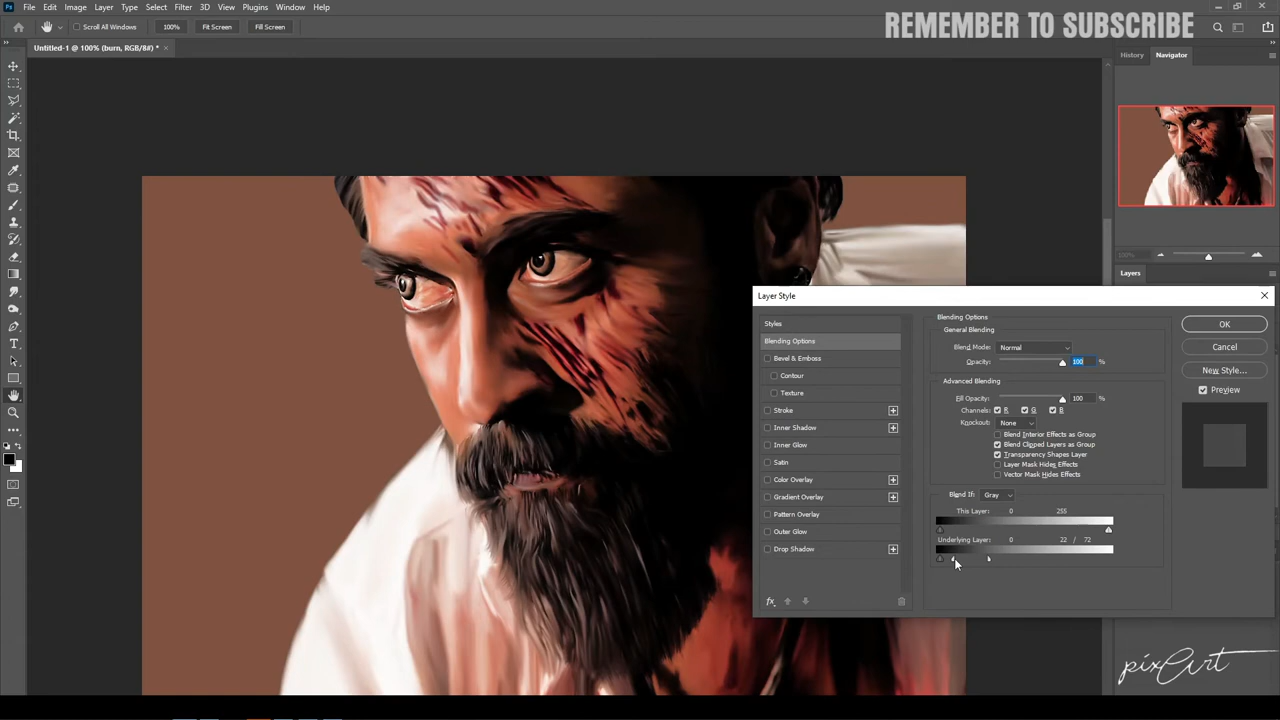 File Edit Image Layer Type Select Filter 3D View Plugins Window Help
REMEMBER TO SUBSCRIBE
Scroll All Windows 100% Fit Screen Fill Screen
Untitled-1 @ 100% (burn, RGB/8#) * ×
History Navigator
100%
Layers
Layer Style
Styles
Blending Options
Bevel & Emboss
Contour
Texture
Stroke
Inner Shadow
Inner Glow
Satin
Color Overlay
Gradient Overlay
Pattern Overlay
Outer Glow
Drop Shadow
fx
Blending Options
General Blending
Blend Mode: Normal
Opacity: 100 %
Advanced Blending
Fill Opacity: 100 %
Channels: R G B
Knockout: None
Blend Interior Effects as Group
Blend Clipped Layers as Group
Transparency Shapes Layer
Layer Mask Hides Effects
Vector Mask Hides Effects
Blend If: Gray
This Layer: 0 255
Underlying Layer: 0 22 / 72
OK
Cancel
New Style...
Preview
pixArt